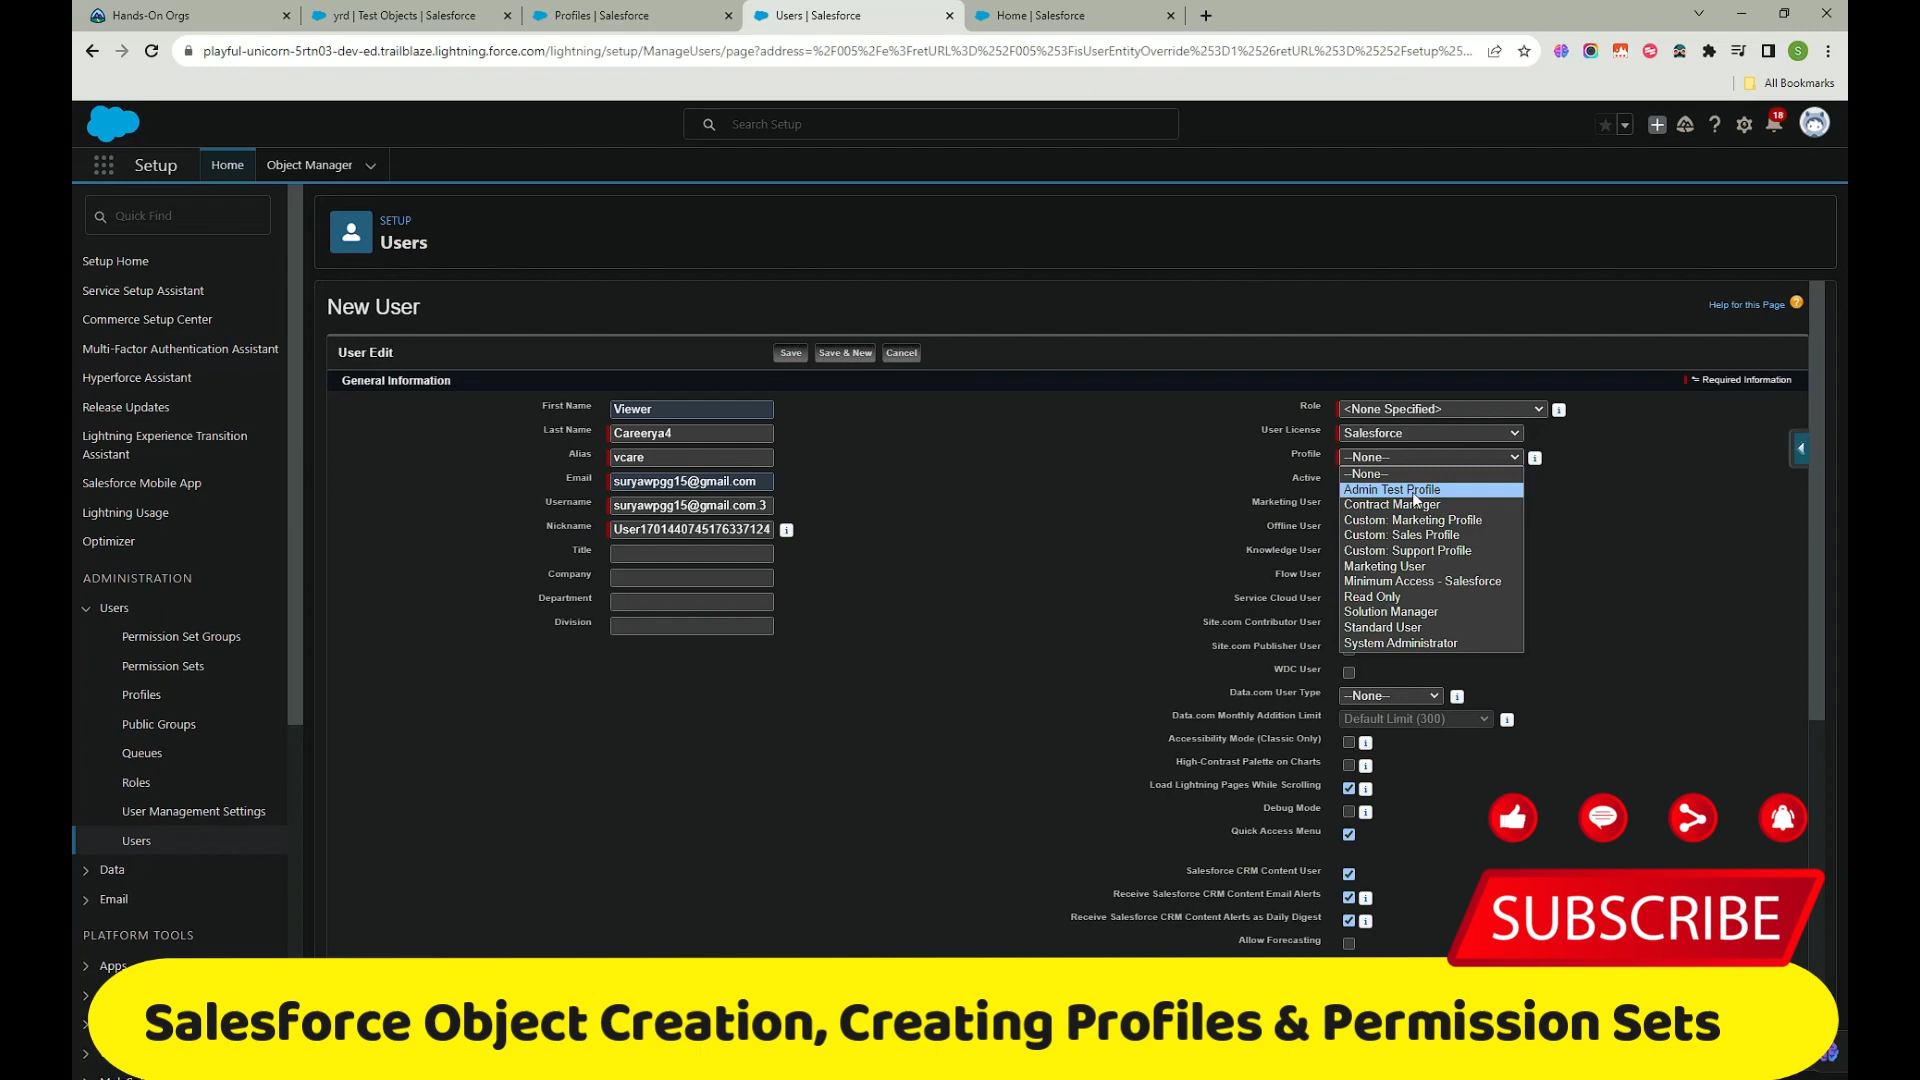 Hands-On Orgs
yrd | Test Objects | Salesforce
Profiles | Salesforce
Users | Salesforce
Home | Salesforce
playful-unicorn-5rtn03-dev-ed.trailblaze.lightning.force.com/lightning/setup/ManageUsers/page?address=%2F005%2Fe%3FretURL%3D%252F005%253FisUserEntityOverride%253D1%2526retURL%253D%25252Fsetup%25...
S
All Bookmarks
Search Setup
18
Setup
Home
Object Manager
Quick Find
Setup Home
Service Setup Assistant
Commerce Setup Center
Multi-Factor Authentication Assistant
Hyperforce Assistant
Release Updates
Lightning Experience Transition
Assistant
Salesforce Mobile App
Lightning Usage
Optimizer
ADMINISTRATION
Users
Permission Set Groups
Permission Sets
Profiles
Public Groups
Queues
Roles
User Management Settings
Users
Data
Email
PLATFORM TOOLS
Apps
SETUP
Users
New User
Help for this Page
User Edit
Save
Save & New
Cancel
General Information
= Required Information
First Name Viewer
Last Name Careerya4
Alias vcare
Email suryawpgg15@gmail.com
Username suryawpgg15@gmail.com.3
Nickname User1701440745176337124
Title
Company
Department
Division
Role <None Specified>
User License Salesforce
Profile --None--
--None--
Admin Test Profile
Contract Manager
Custom: Marketing Profile
Custom: Sales Profile
Custom: Support Profile
Marketing User
Minimum Access - Salesforce
Read Only
Solution Manager
Standard User
System Administrator
Active
Marketing User
Offline User
Knowledge User
Flow User
Service Cloud User
Site.com Contributor User
Site.com Publisher User
WDC User
Data.com User Type --None--
Data.com Monthly Addition Limit Default Limit (300)
Accessibility Mode (Classic Only)
High-Contrast Palette on Charts
Load Lightning Pages While Scrolling
Debug Mode
Quick Access Menu
Salesforce CRM Content User
Receive Salesforce CRM Content Email Alerts
Receive Salesforce CRM Content Alerts as Daily Digest
Allow Forecasting
SUBSCRIBE
Salesforce Object Creation, Creating Profiles & Permission Sets